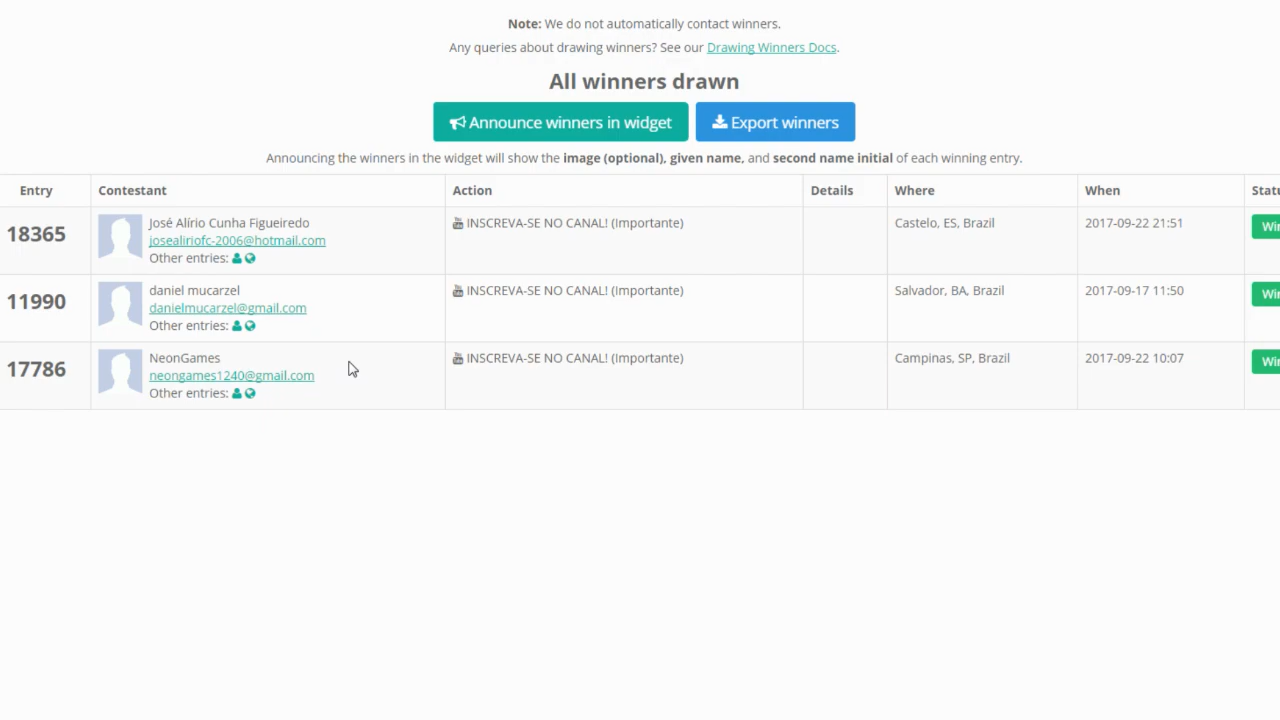 Note: We do not automatically contact winners.
Any queries about drawing winners? See our Drawing Winners Docs.
All winners drawn
Announce winners in widget Export winners
Announcing the winners in the widget will show the image (optional), given name, and second name initial of each winning entry.
Entry Contestant Action Details Where When Statu
18365 José Alírio Cunha Figueiredo INSCREVA-SE NO CANAL! (Importante) Castelo, ES, Brazil 2017-09-22 21:51 Win
josealiriofc-2006@hotmail.com
Other entries:
11990 daniel mucarzel INSCREVA-SE NO CANAL! (Importante) Salvador, BA, Brazil 2017-09-17 11:50 Win
danielmucarzel@gmail.com
Other entries:
17786 NeonGames INSCREVA-SE NO CANAL! (Importante) Campinas, SP, Brazil 2017-09-22 10:07 Win
neongames1240@gmail.com
Other entries: